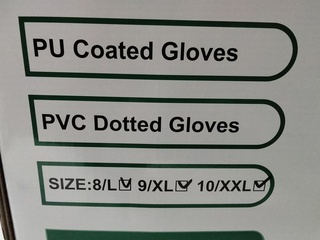 PU Coated Gloves
PVC Dotted Gloves
SIZE:8/L☑ 9/XL☑ 10/XXL☑